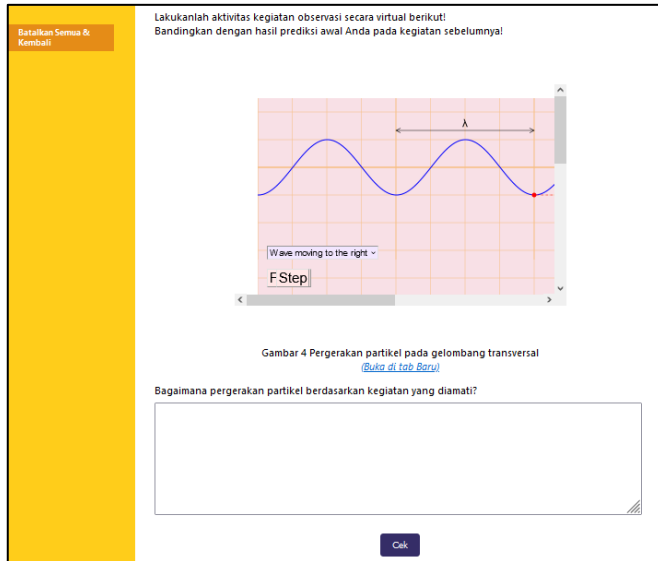 Batalkan Semua &
Kembali
Lakukanlah aktivitas kegiatan observasi secara virtual berikut!
Bandingkan dengan hasil prediksi awal Anda pada kegiatan sebelumnya!
λ
Wave moving to the right
F Step
Gambar 4 Pergerakan partikel pada gelombang transversal
(Buka di tab Baru)
Bagaimana pergerakan partikel berdasarkan kegiatan yang diamati?
Cek